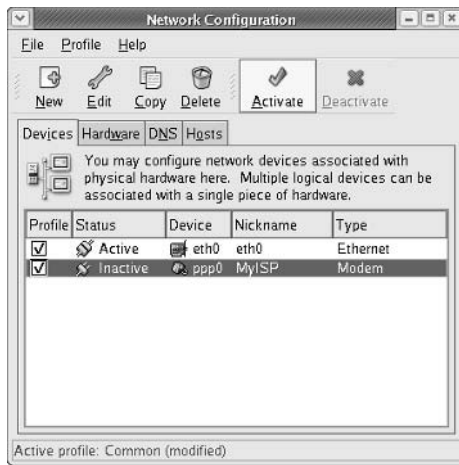 Network Configuration
File Profile Help
New Edit Copy Delete Activate Deactivate
Devices Hardware DNS Hosts
You may configure network devices associated with
physical hardware here. Multiple logical devices can be
associated with a single piece of hardware.
Profile Status Device Nickname Type
Active eth0 eth0 Ethernet
Inactive ppp0 MyISP Modem
Active profile: Common (modified)